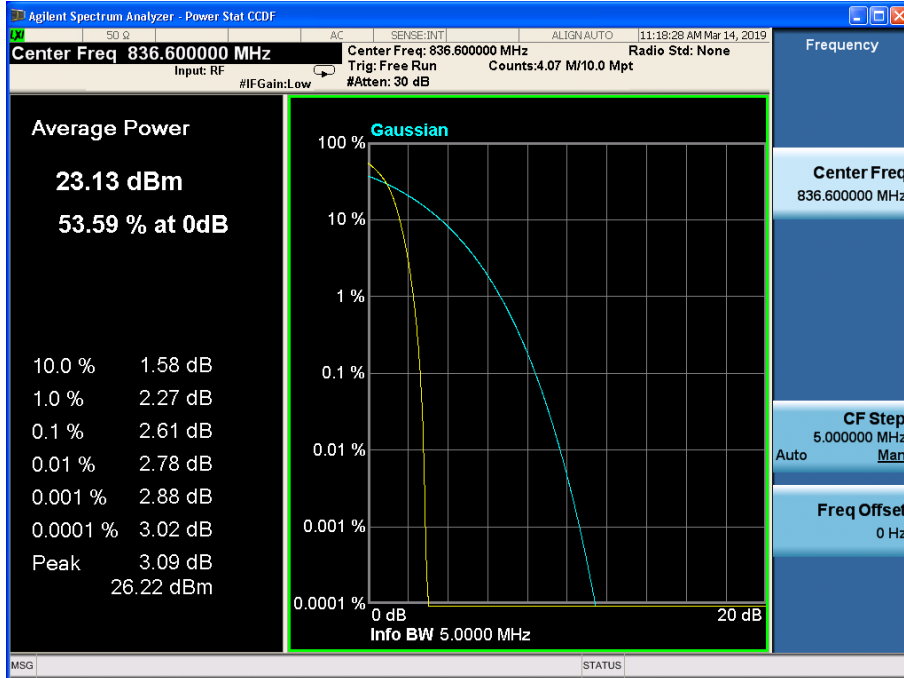 Agilent Spectrum Analyzer - Power Stat CCDF
LXI 50 Ω AC SENSE:INT ALIGN AUTO 11:18:28 AM Mar 14, 2019
Center Freq 836.600000 MHz
Input: RF
#IFGain:Low
Center Freq: 836.600000 MHz
Trig: Free Run Counts:4.07 M/10.0 Mpt
#Atten: 30 dB
Radio Std: None
Average Power
23.13 dBm
53.59 % at 0dB
10.0 % 1.58 dB
1.0 % 2.27 dB
0.1 % 2.61 dB
0.01 % 2.78 dB
0.001 % 2.88 dB
0.0001 % 3.02 dB
Peak 3.09 dB
26.22 dBm
Gaussian
100 %
10 %
1 %
0.1 %
0.01 %
0.001 %
0.0001 %
0 dB 20 dB
Info BW 5.0000 MHz
Frequency
Center Freq
836.600000 MHz
CF Step
5.000000 MHz
Auto Man
Freq Offset
0 Hz
MSG STATUS